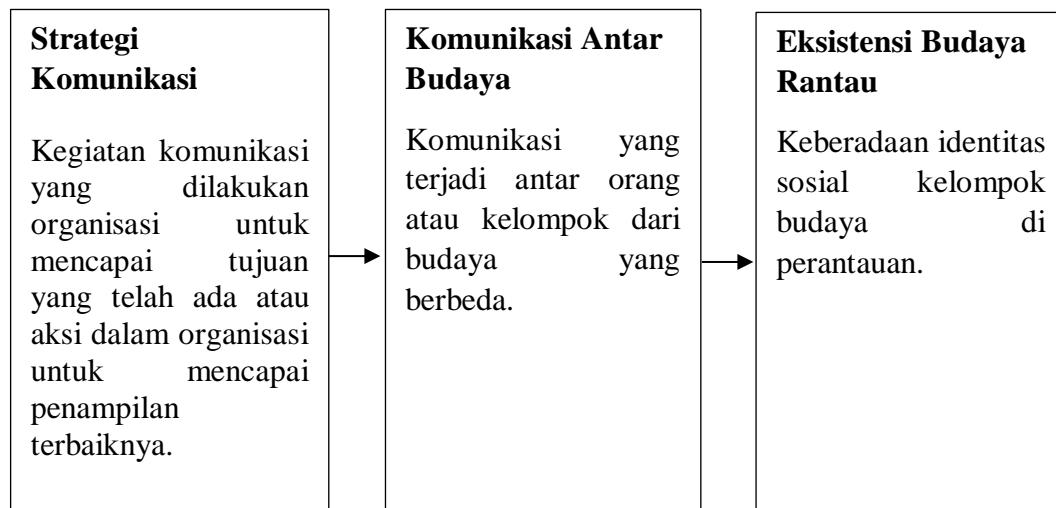 Strategi
Komunikasi
Kegiatan komunikasi
yang dilakukan
organisasi untuk
mencapai tujuan
yang telah ada atau
aksi dalam organisasi
untuk mencapai
penampilan
terbaiknya.
Komunikasi Antar
Budaya
Komunikasi yang
terjadi antar orang
atau kelompok dari
budaya yang
berbeda.
Eksistensi Budaya
Rantau
Keberadaan identitas
sosial kelompok
budaya di
perantauan.